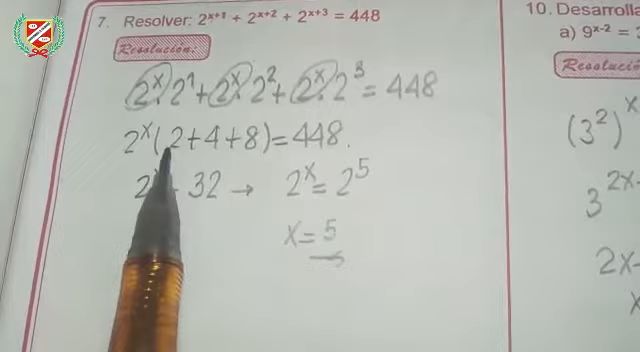 7. Resolver: 2^{x+1} + 2^{x+2} + 2^{x+3} = 448
Resolución:
2^x · 2^1 + 2^x · 2^2 + 2^x · 2^3 = 448
2^x (2+4+8) = 448.
32 → 2^x = 2^5
x = 5
10. Desarrolla
a) 9^{x-2} =
Resolució
(3^2)^x
3^{2x-
2x-
x